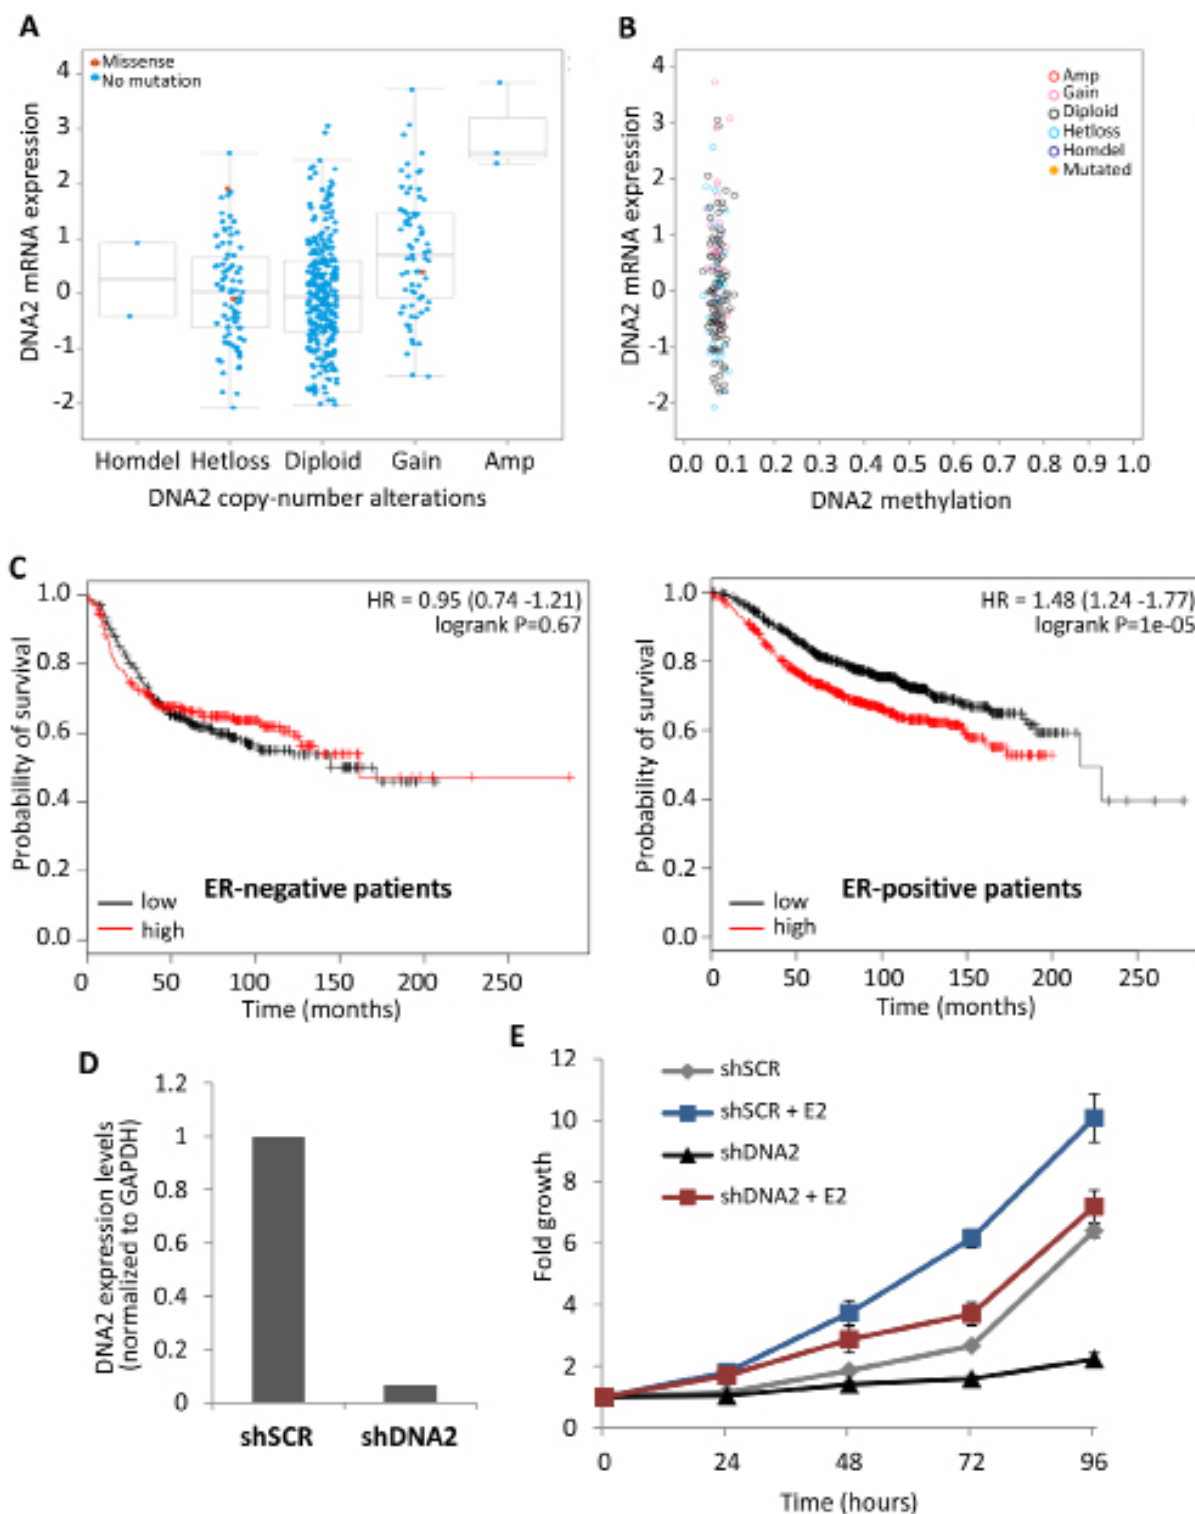 A
Missense
No mutation
4
3
2
1
0
-1
-2
DNA2 mRNA expression
Homdel Hetloss Diploid Gain Amp
DNA2 copy-number alterations
B
Amp
Gain
Diploid
Hetloss
Homdel
Mutated
4
3
2
1
0
-1
-2
DNA2 mRNA expression
0.0 0.1 0.2 0.3 0.4 0.5 0.6 0.7 0.8 0.9 1.0
DNA2 methylation
C
HR = 0.95 (0.74 -1.21)
logrank P=0.67
1.0
0.8
0.6
0.4
0.2
0.0
Probability of survival
ER-negative patients
low
high
0 50 100 150 200 250
Time (months)
HR = 1.48 (1.24 -1.77)
logrank P=1e-05
1.0
0.8
0.6
0.4
0.2
0.0
Probability of survival
ER-positive patients
low
high
0 50 100 150 200 250
Time (months)
D
1.2
1
0.8
0.6
0.4
0.2
0
DNA2 expression levels
(normalized to GAPDH)
shSCR shDNA2
E
shSCR
shSCR + E2
shDNA2
shDNA2 + E2
12
10
8
6
4
2
0
Fold growth
0 24 48 72 96
Time (hours)